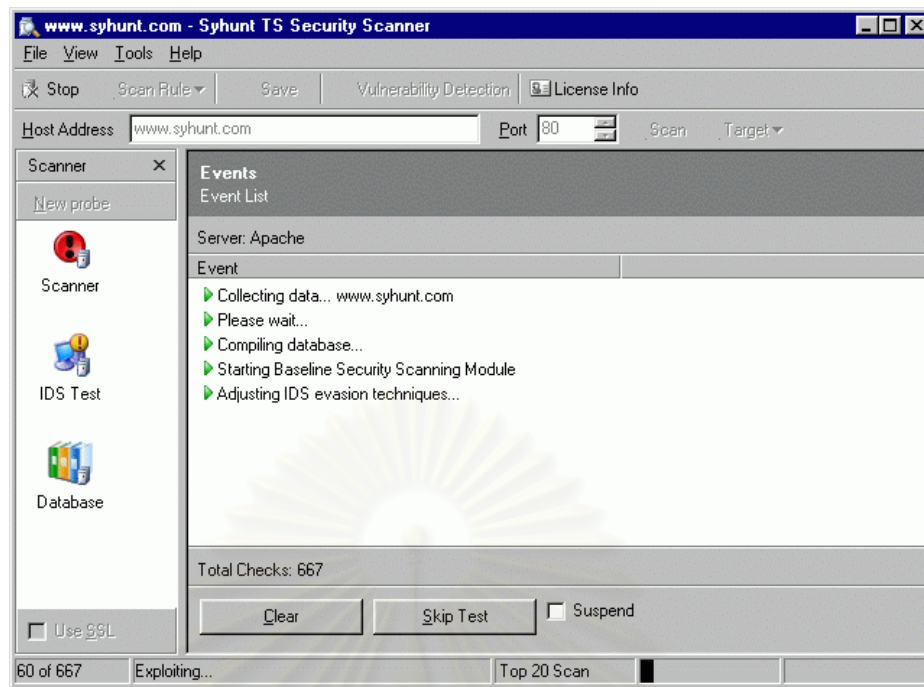 www.syhunt.com - Syhunt TS Security Scanner
File View Tools Help
Stop Scan Rule Save Vulnerability Detection License Info
Host Address www.syhunt.com Port 80 Scan Target
Scanner
New probe
Scanner
IDS Test
Database
Use SSL
Events
Event List
Server: Apache
Event
Collecting data... www.syhunt.com
Please wait...
Compiling database...
Starting Baseline Security Scanning Module
Adjusting IDS evasion techniques...
Total Checks: 667
Clear Skip Test Suspend
60 of 667 Exploiting... Top 20 Scan